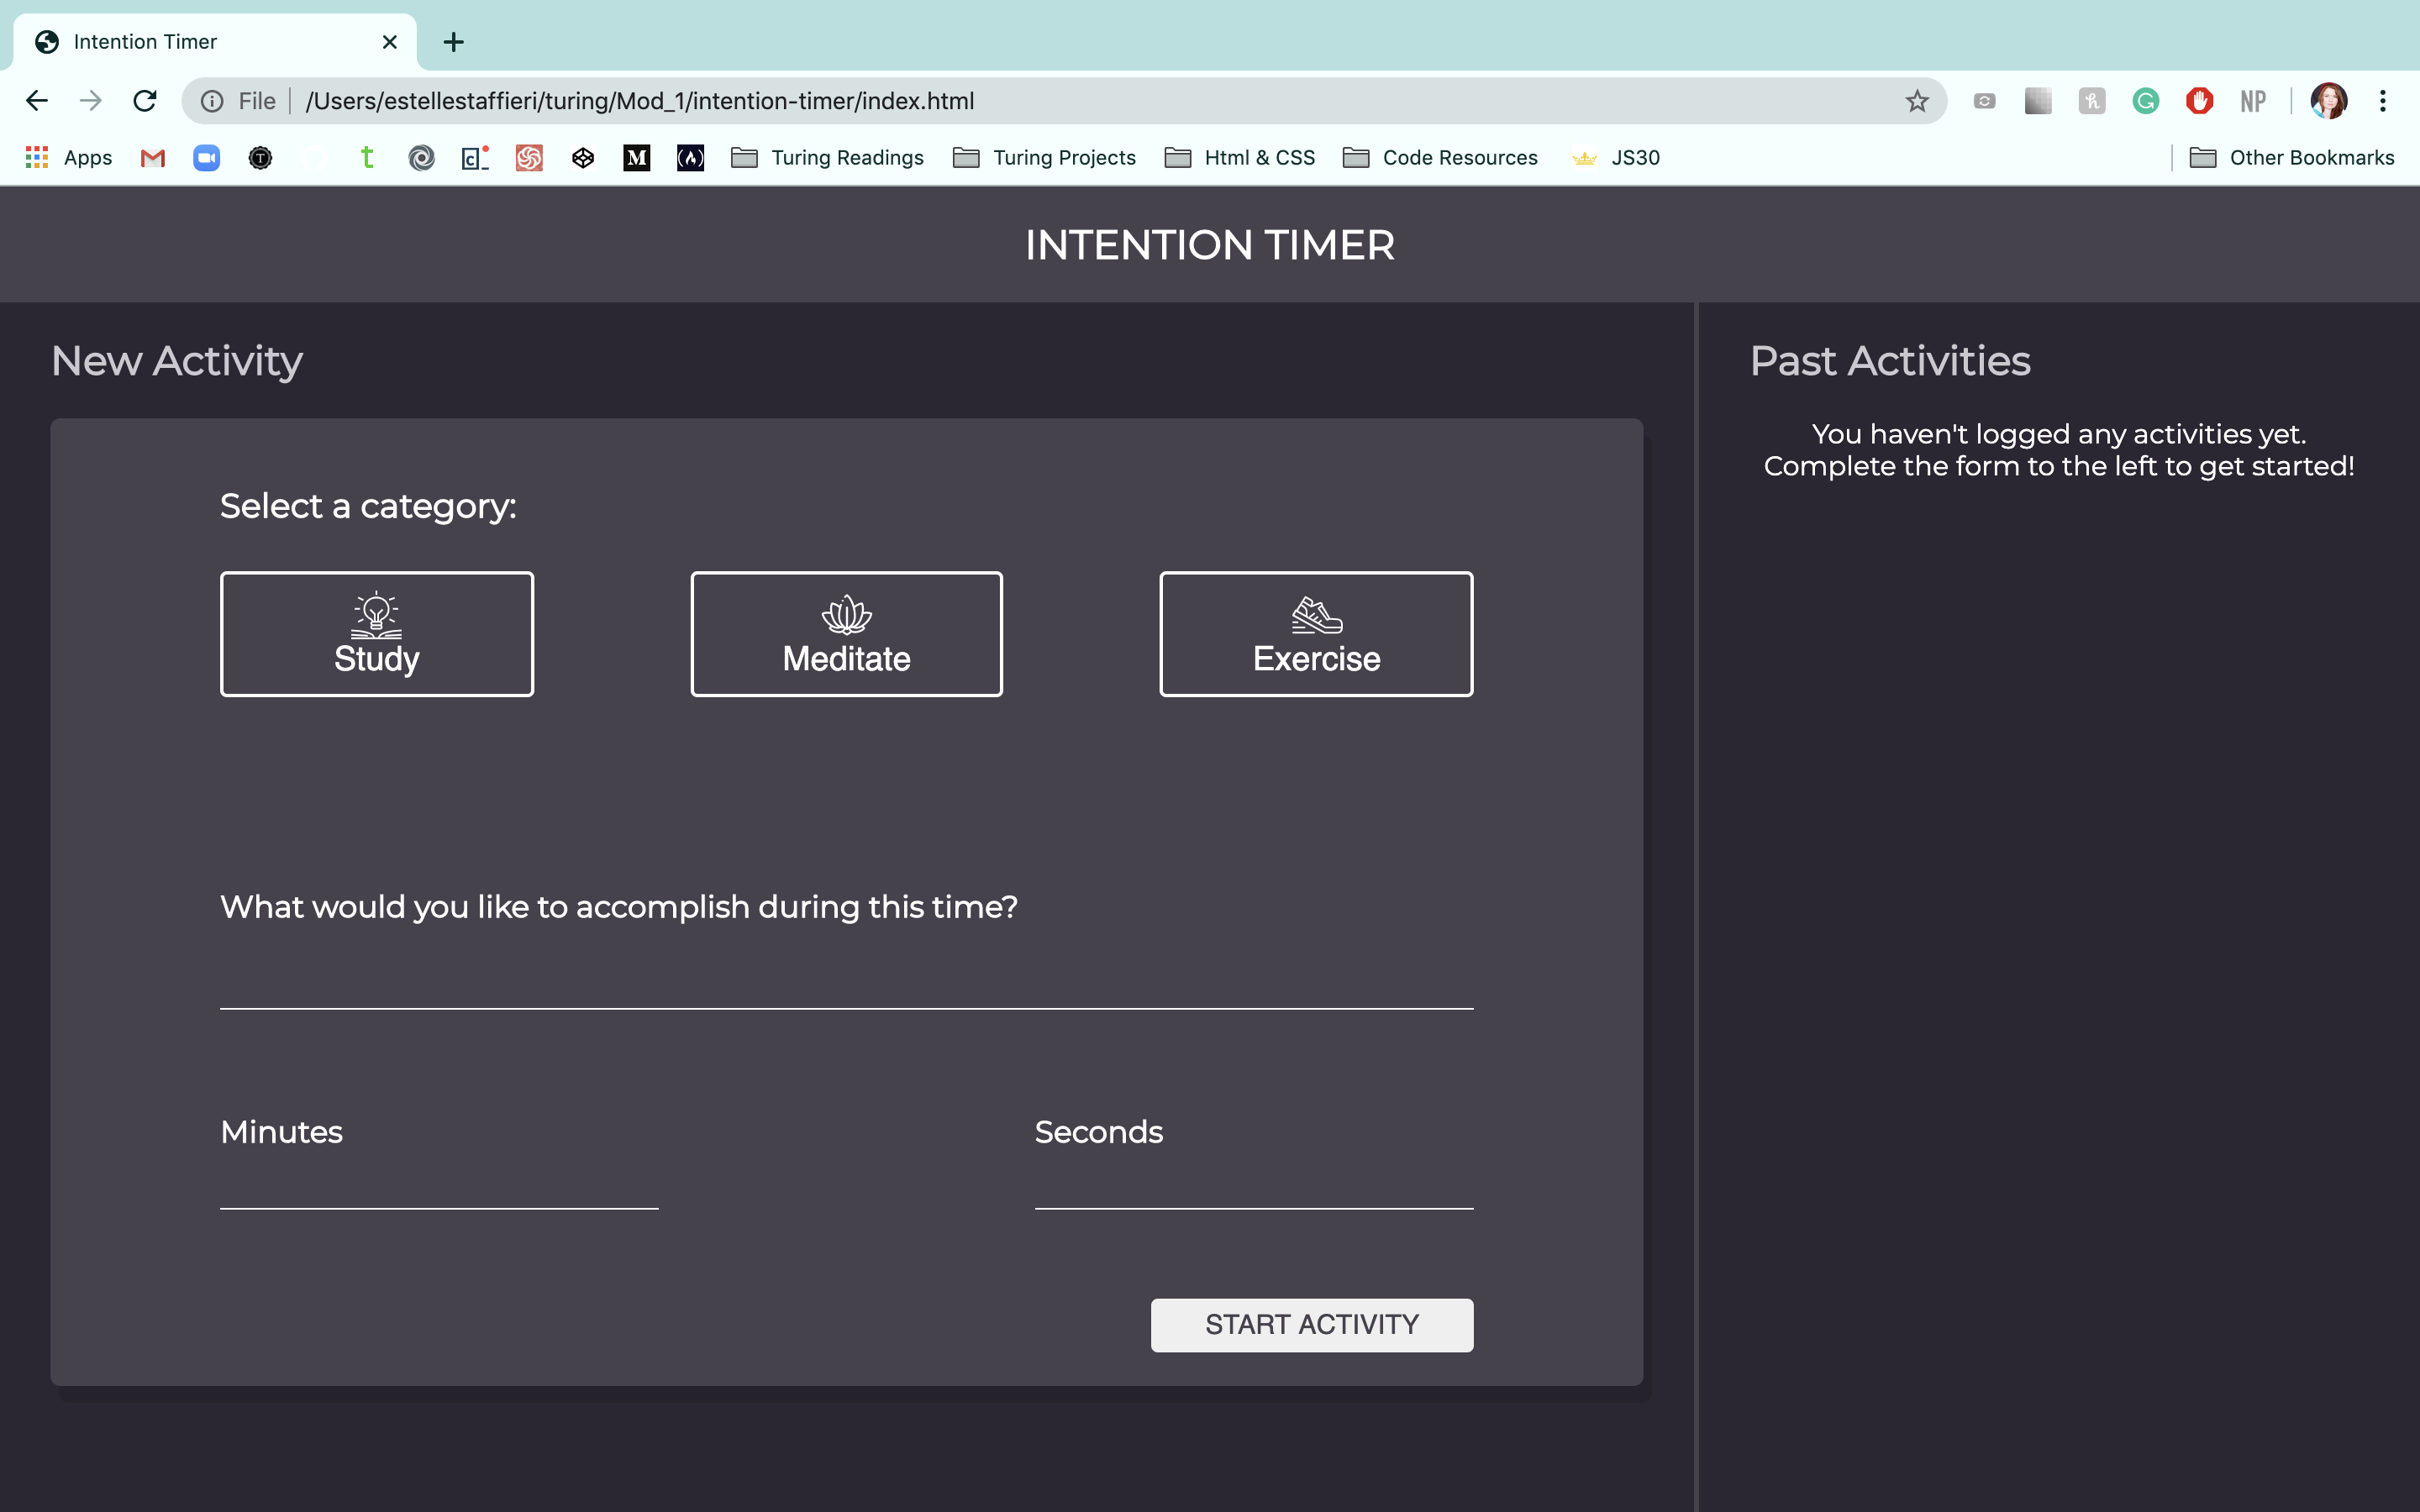 Intention Timer
File /Users/estellestaffieri/turing/Mod_1/intention-timer/index.html
NP
Apps M T t c_ M Turing Readings Turing Projects Html & CSS Code Resources JS30 Other Bookmarks
INTENTION TIMER
New Activity
Past Activities
You haven't logged any activities yet.
Complete the form to the left to get started!
Select a category:
Study Meditate Exercise
What would you like to accomplish during this time?
Minutes Seconds
START ACTIVITY